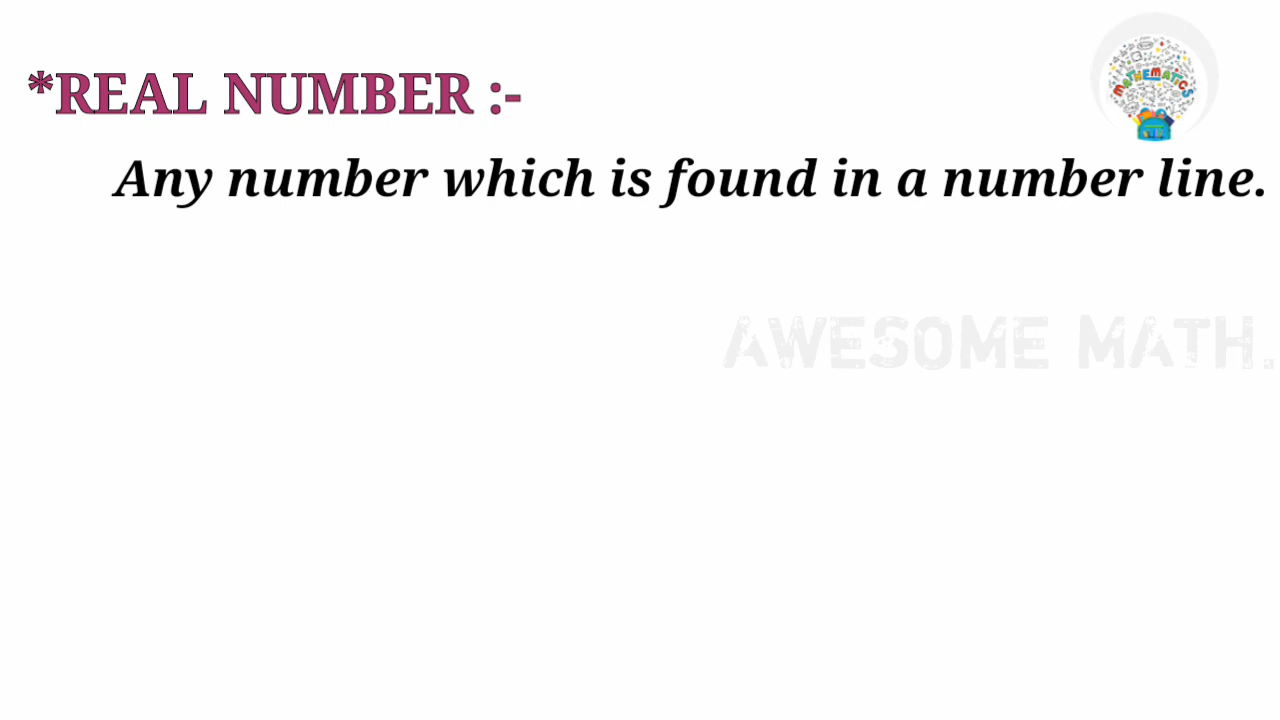 *REAL NUMBER :-
MATHEMATICS
Any number which is found in a number line.
AWESOME MATH.